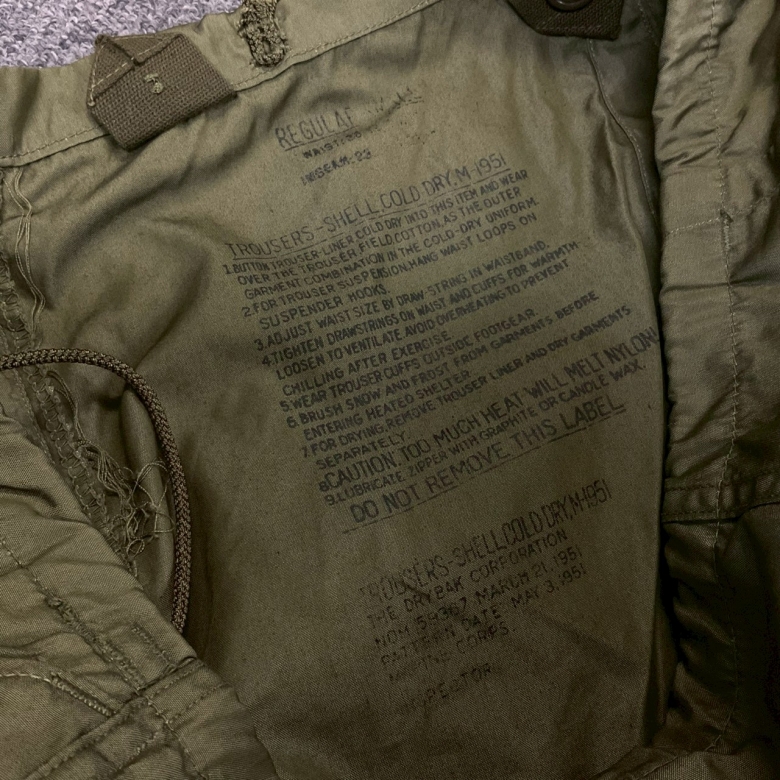 REGULAR
WAIST:
INSEAM: 
TROUSERS-SHELL, COLD DRY, M-1951
1. BUTTON TROUSER-LINER COLD DRY INTO THIS ITEM AND WEAR
OVER THE TROUSER FIELD, COTTON, AS THE OUTER
GARMENT COMBINATION IN THE COLD-DRY UNIFORM.
2. FOR TROUSER SUSPENSION, HANG WAIST LOOPS ON
SUSPENDER HOOKS.
3. ADJUST WAIST SIZE BY DRAW-STRING IN WAISTBAND.
4. TIGHTEN DRAWSTRINGS ON WAIST AND CUFFS FOR WARMTH
LOOSEN TO VENTILATE. AVOID OVERHEATING TO PREVENT
CHILLING AFTER EXERCISE.
5. WEAR TROUSER CUFFS OUTSIDE FOOTGEAR.
6. BRUSH SNOW AND FROST FROM GARMENTS BEFORE
ENTERING HEATED SHELTER.
7. FOR DRYING, REMOVE TROUSER LINER AND DRY GARMENTS
SEPARATELY.
8. CAUTION: TOO MUCH HEAT WILL MELT NYLON!
9. LUBRICATE ZIPPER WITH GRAPHITE OR CANDLE WAX.
DO NOT REMOVE THIS LABEL
TROUSERS-SHELL, COLD DRY, M-1951
THE DRYBAK CORPORATION
NOM 59307 MARCH 21, 1951
PATTERN DATE MAY 3, 1951
MARINE CORPS
INSPECTOR